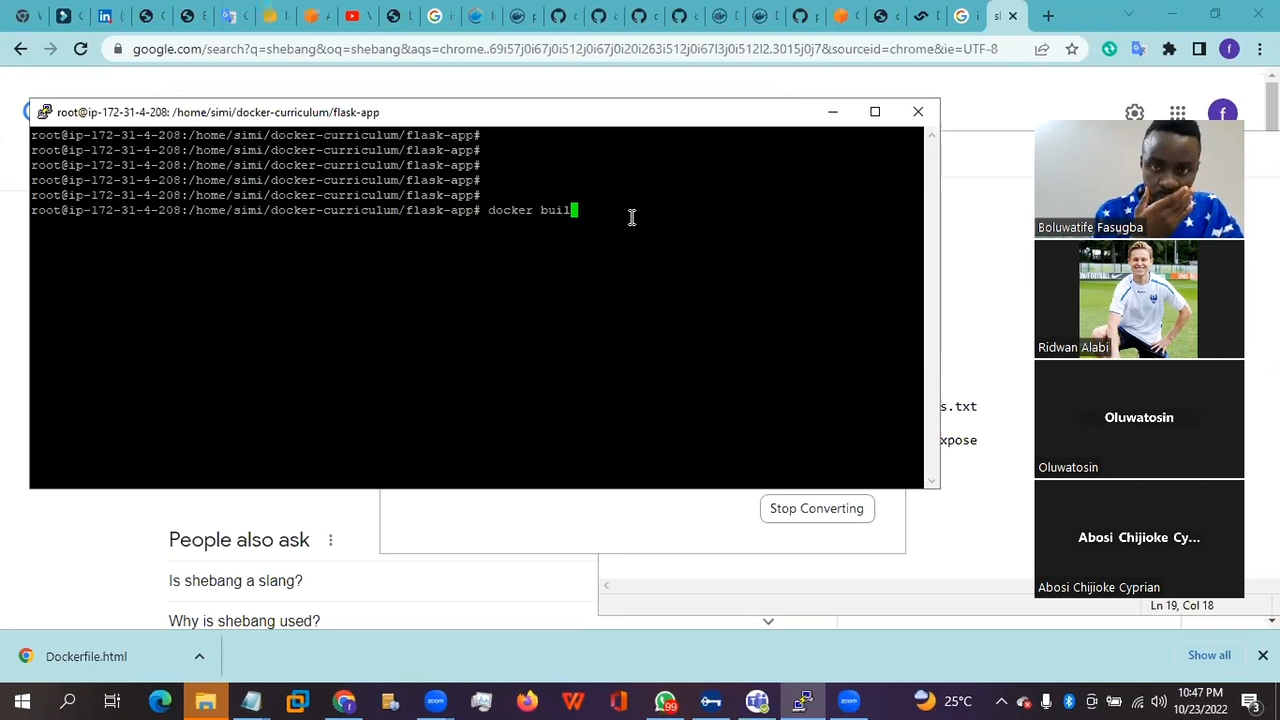 google.com/search?q=shebang&oq=shebang&aqs=chrome..69i57j0i67j0i512j0i67j0i20i263i512j0i67l3j0i512l2.3015j0j7&sourceid=chrome&ie=UTF-8
root@ip-172-31-4-208: /home/simi/docker-curriculum/flask-app
root@ip-172-31-4-208:/home/simi/docker-curriculum/flask-app#
root@ip-172-31-4-208:/home/simi/docker-curriculum/flask-app#
root@ip-172-31-4-208:/home/simi/docker-curriculum/flask-app#
root@ip-172-31-4-208:/home/simi/docker-curriculum/flask-app#
root@ip-172-31-4-208:/home/simi/docker-curriculum/flask-app#
root@ip-172-31-4-208:/home/simi/docker-curriculum/flask-app# docker buil
Boluwatife Fasugba
Ridwan Alabi
s.txt
Oluwatosin
xpose
Oluwatosin
Stop Converting
People also ask
Abosi Chijioke Cy...
Is shebang a slang?
Abosi Chijioke Cyprian
Ln 19, Col 18
Why is shebang used?
Dockerfile.html
Show all
99
25°C
10:47 PM
10/23/2022
3